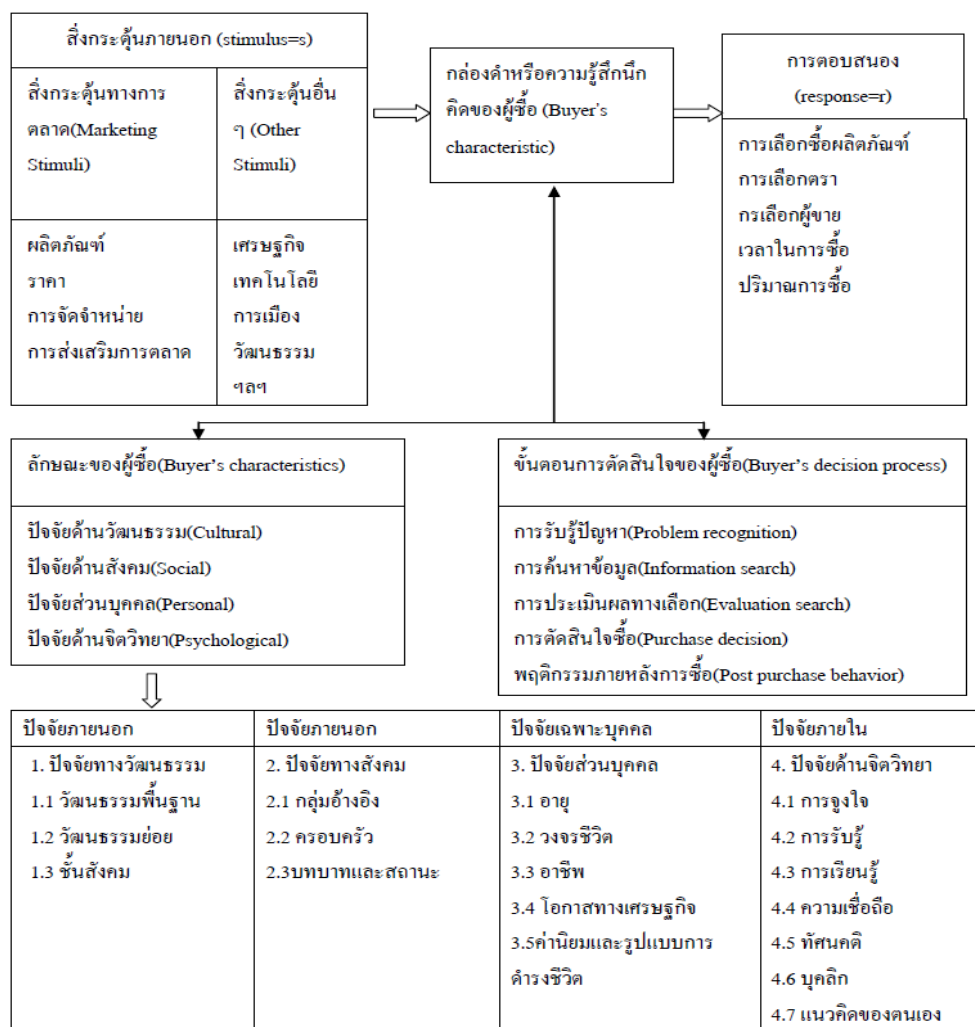 สิ่งกระตุ้นภายนอก (stimulus=s)
สิ่งกระตุ้นทางการ
ตลาด(Marketing
Stimuli)
สิ่งกระตุ้นอื่น
ๆ (Other
Stimuli)
ผลิตภัณฑ์
ราคา
การจัดจำหน่าย
การส่งเสริมการตลาด
เศรษฐกิจ
เทคโนโลยี
การเมือง
วัฒนธรรม
ฯลฯ
กล่องดำหรือความรู้สึกนึก
คิดของผู้ซื้อ (Buyer's
characteristic)
การตอบสนอง
(response=r)
การเลือกซื้อผลิตภัณฑ์
การเลือกตรา
กรเลือกผู้ขาย
เวลาในการซื้อ
ปริมาณการซื้อ
ลักษณะของผู้ซื้อ(Buyer's characteristics)
ปัจจัยด้านวัฒนธรรม(Cultural)
ปัจจัยด้านสังคม(Social)
ปัจจัยส่วนบุคคล(Personal)
ปัจจัยด้านจิตวิทยา(Psychological)
ขั้นตอนการตัดสินใจของผู้ซื้อ(Buyer's decision process)
การรับรู้ปัญหา(Problem recognition)
การค้นหาข้อมูล(Information search)
การประเมินผลทางเลือก(Evaluation search)
การตัดสินใจซื้อ(Purchase decision)
พฤติกรรมภายหลังการซื้อ(Post purchase behavior)
ปัจจัยภายนอก
1. ปัจจัยทางวัฒนธรรม
1.1 วัฒนธรรมพื้นฐาน
1.2 วัฒนธรรมย่อย
1.3 ชั้นสังคม
ปัจจัยภายนอก
2. ปัจจัยทางสังคม
2.1 กลุ่มอ้างอิง
2.2 ครอบครัว
2.3บทบาทและสถานะ
ปัจจัยเฉพาะบุคคล
3. ปัจจัยส่วนบุคคล
3.1 อายุ
3.2 วงจรชีวิต
3.3 อาชีพ
3.4 โอกาสทางเศรษฐกิจ
3.5ค่านิยมและรูปแบบการ
ดำรงชีวิต
ปัจจัยภายใน
4. ปัจจัยด้านจิตวิทยา
4.1 การจูงใจ
4.2 การรับรู้
4.3 การเรียนรู้
4.4 ความเชื่อถือ
4.5 ทัศนคติ
4.6 บุคลิก
4.7 แนวคิดของตนเอง